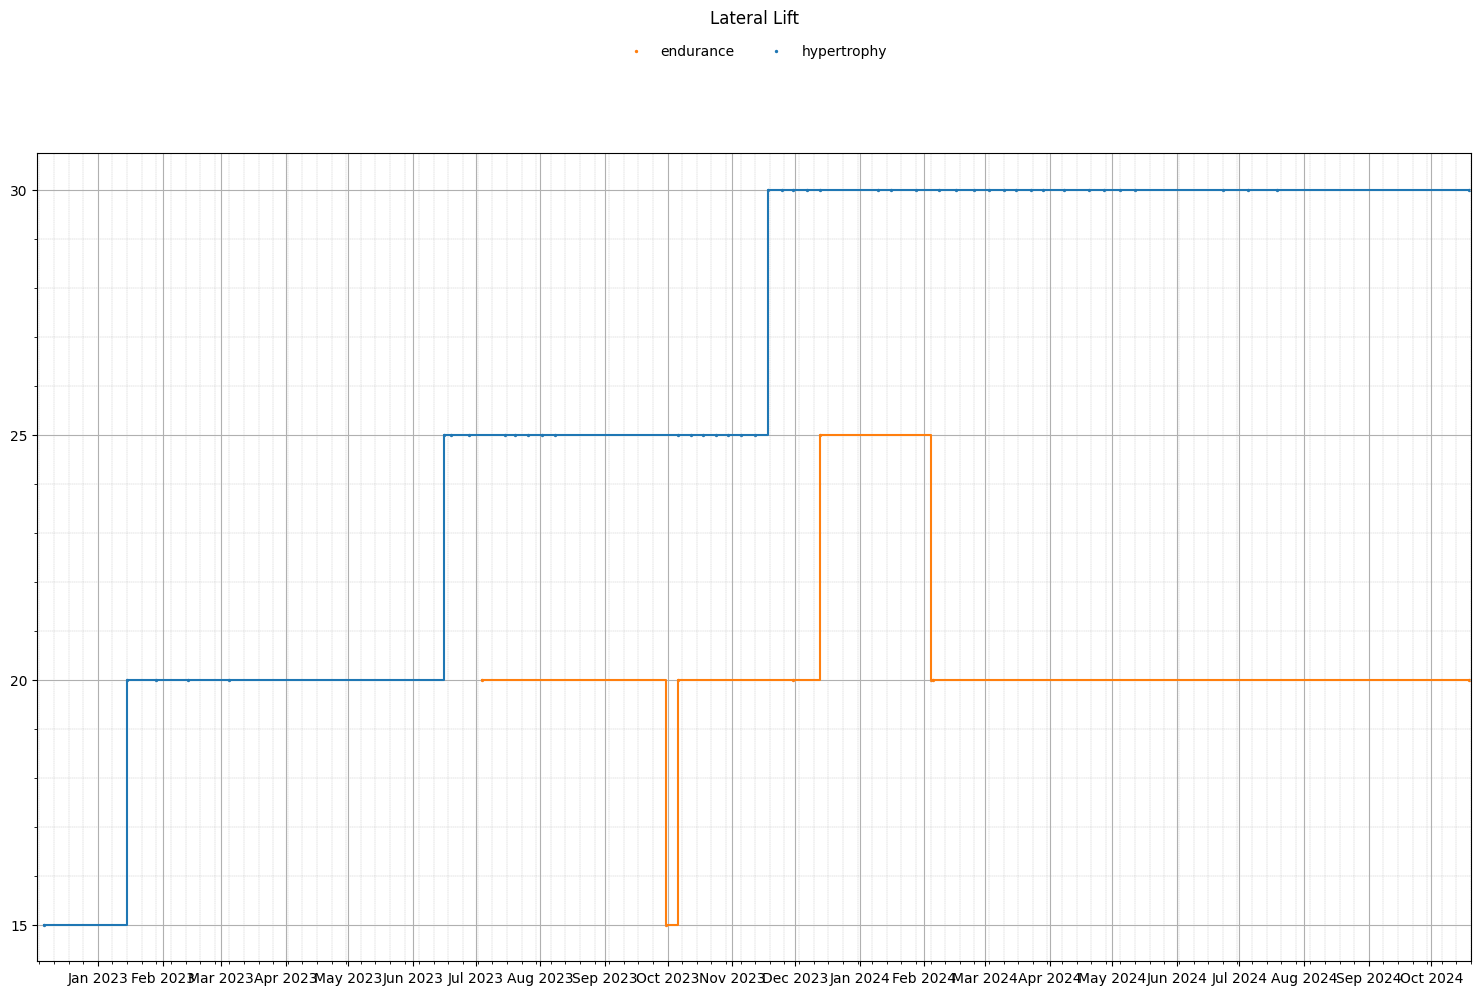 Lateral Lift
endurance hypertrophy
30
25
20
15
Jan 2023 Feb 2023 Mar 2023 Apr 2023 May 2023 Jun 2023 Jul 2023 Aug 2023 Sep 2023 Oct 2023 Nov 2023 Dec 2023 Jan 2024 Feb 2024 Mar 2024 Apr 2024 May 2024 Jun 2024 Jul 2024 Aug 2024 Sep 2024 Oct 2024